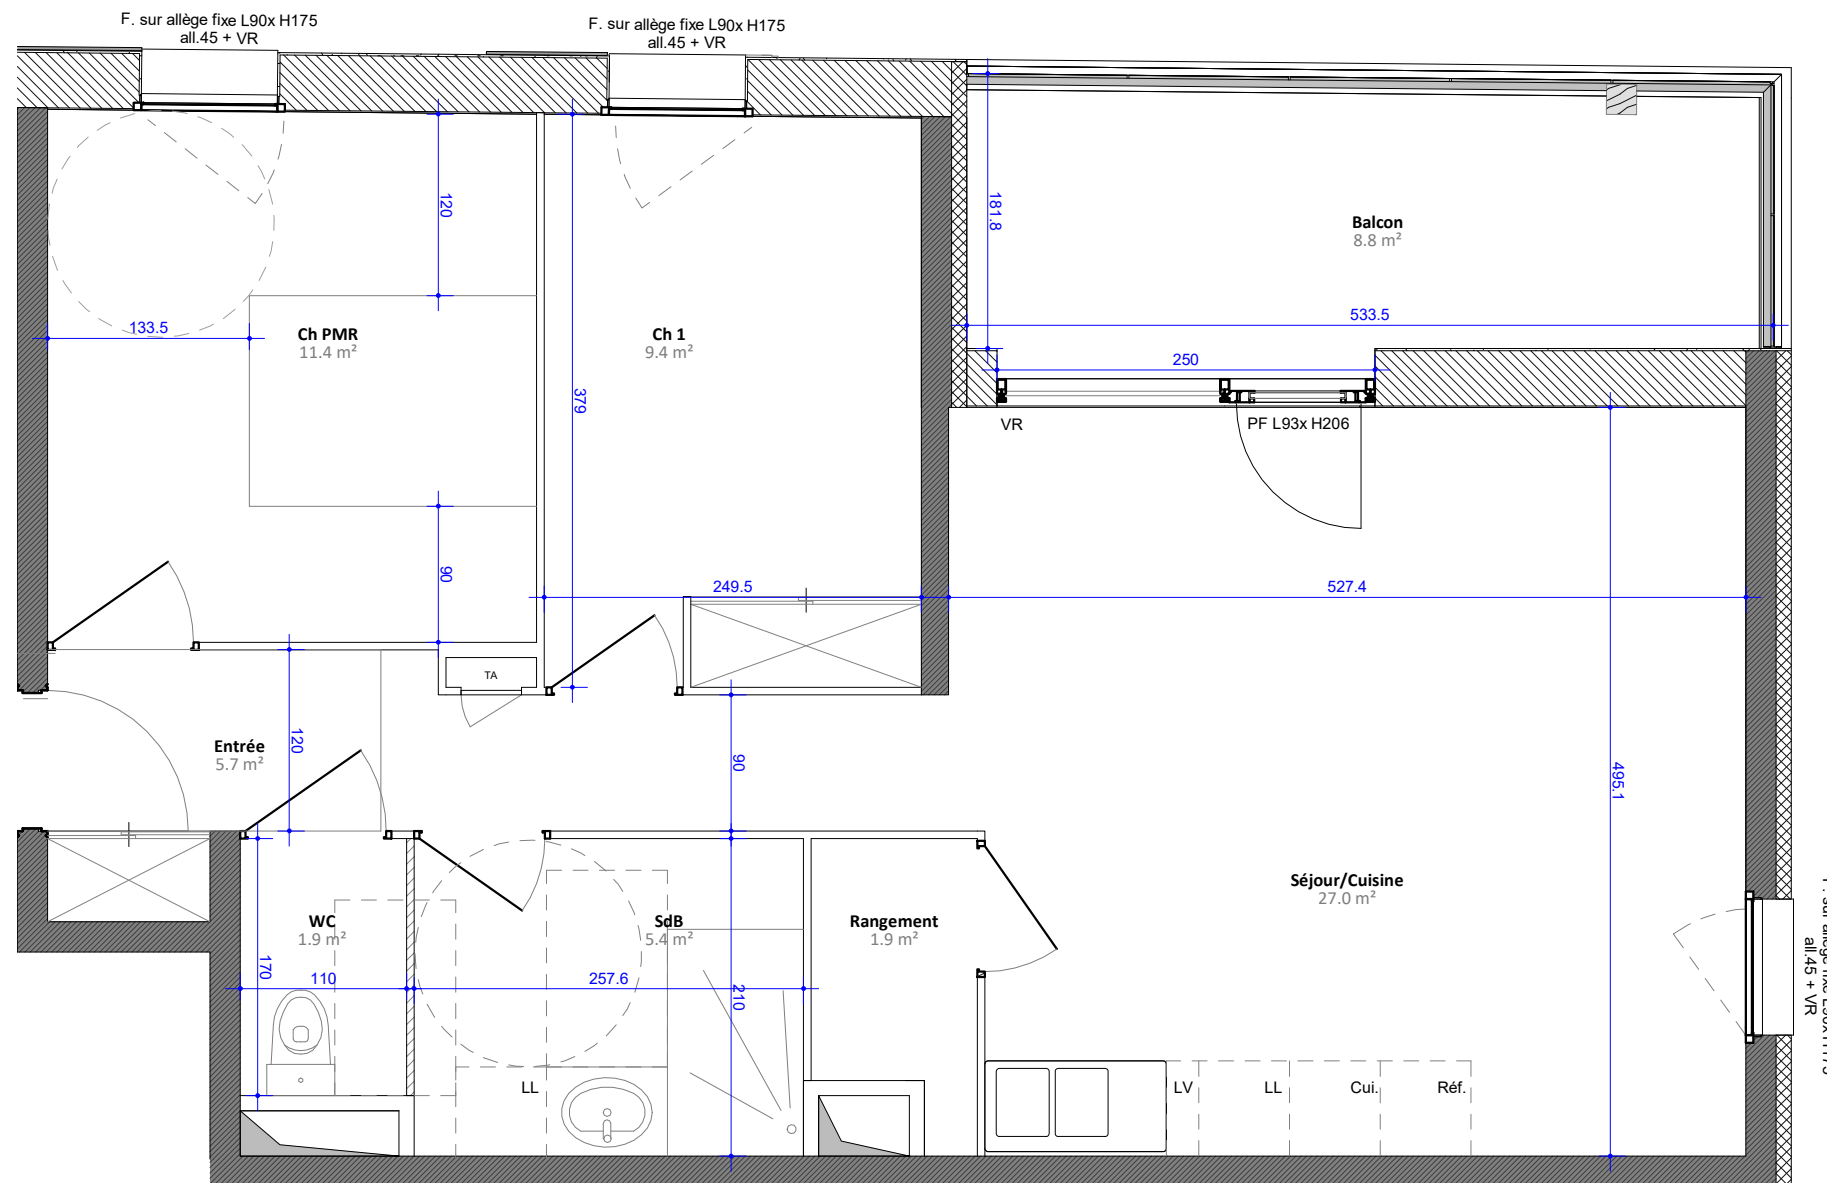 F. sur allège fixe L90x H175
all.45 + VR
F. sur allège fixe L90x H175
all.45 + VR
120
181.8
Balcon
8.8 m²
133.5
Ch PMR
11.4 m²
Ch 1
9.4 m²
533.5
250
379
VR
PF L93x H206
90
249.5
527.4
TA
Entrée
5.7 m²
120
90
495.1
Séjour/Cuisine
27.0 m²
WC
1.9 m²
SdB
5.4 m²
Rangement
1.9 m²
170
110
257.6
210
all.45 + VR
LL
LV
LL
Cui.
Réf.